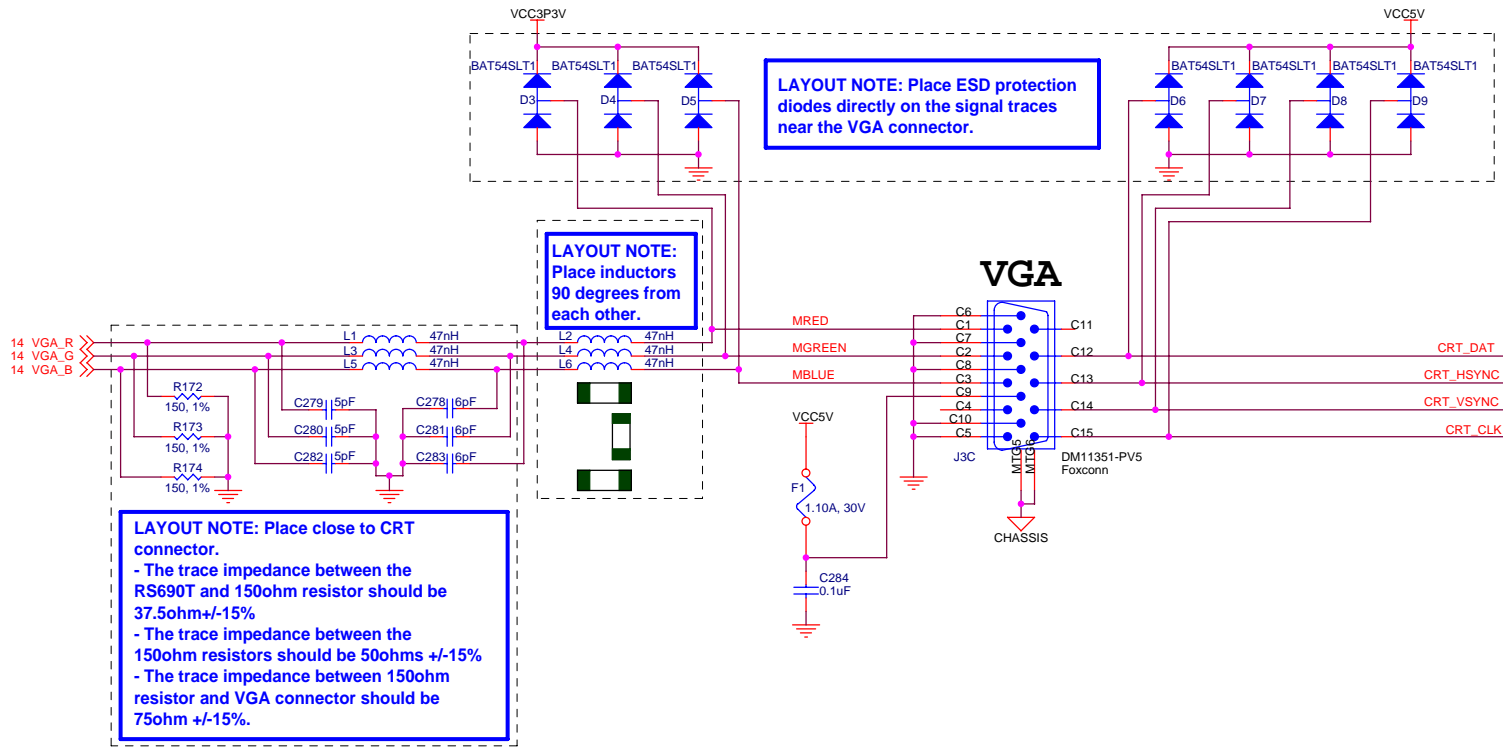 VCC3P3V
VCC5V
BAT54SLT1 BAT54SLT1 BAT54SLT1
D3 D4 D5
LAYOUT NOTE: Place ESD protection
diodes directly on the signal traces
near the VGA connector.
BAT54SLT1 BAT54SLT1 BAT54SLT1 BAT54SLT1
D6 D7 D8 D9
LAYOUT NOTE:
Place inductors
90 degrees from
each other.
VGA
14 VGA_R
14 VGA_G
14 VGA_B
L1 47nH
L3 47nH
L5 47nH
L2 47nH
L4 47nH
L6 47nH
MRED
MGREEN
MBLUE
C6
C1
C7
C2
C8
C3
C9
C4
C10
C5
C11
C12
C13
C14
C15
CRT_DAT
CRT_HSYNC
CRT_VSYNC
CRT_CLK
R172
150, 1%
R173
150, 1%
R174
150, 1%
C279 5pF
C280 5pF
C282 5pF
C278 6pF
C281 6pF
C283 6pF
VCC5V
F1
1.10A, 30V
C284
0.1uF
J3C
MTG5
MTG6
DM11351-PV5
Foxconn
CHASSIS
LAYOUT NOTE: Place close to CRT
connector.
- The trace impedance between the
RS690T and 150ohm resistor should be
37.5ohm+/-15%
- The trace impedance between the
150ohm resistors should be 50ohms +/-15%
- The trace impedance between 150ohm
resistor and VGA connector should be
75ohm +/-15%.